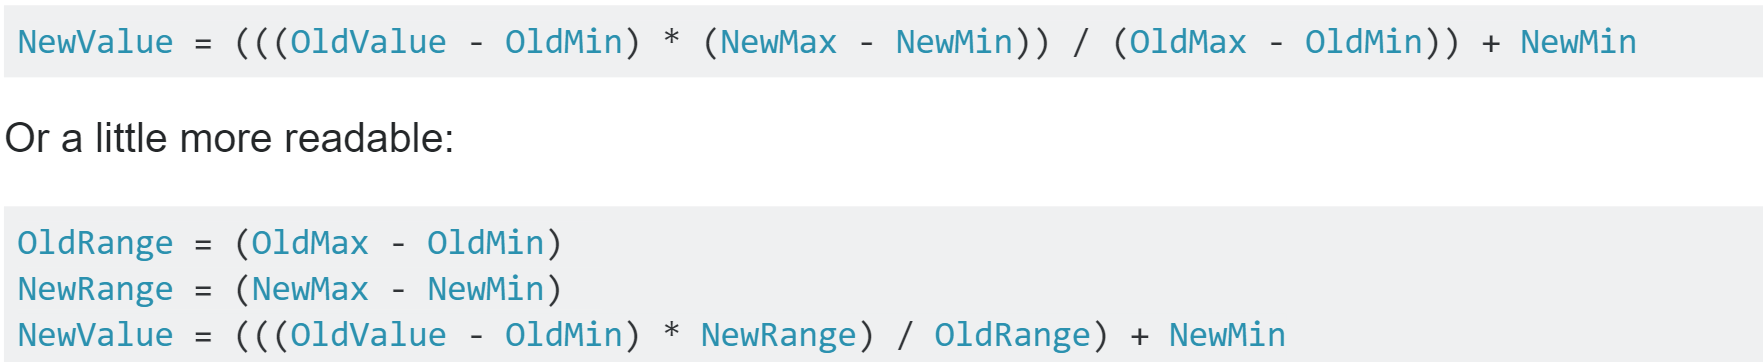 NewValue = (((OldValue - OldMin) * (NewMax - NewMin)) / (OldMax - OldMin)) + NewMin
Or a little more readable:
OldRange = (OldMax - OldMin)
NewRange = (NewMax - NewMin)
NewValue = (((OldValue - OldMin) * NewRange) / OldRange) + NewMin